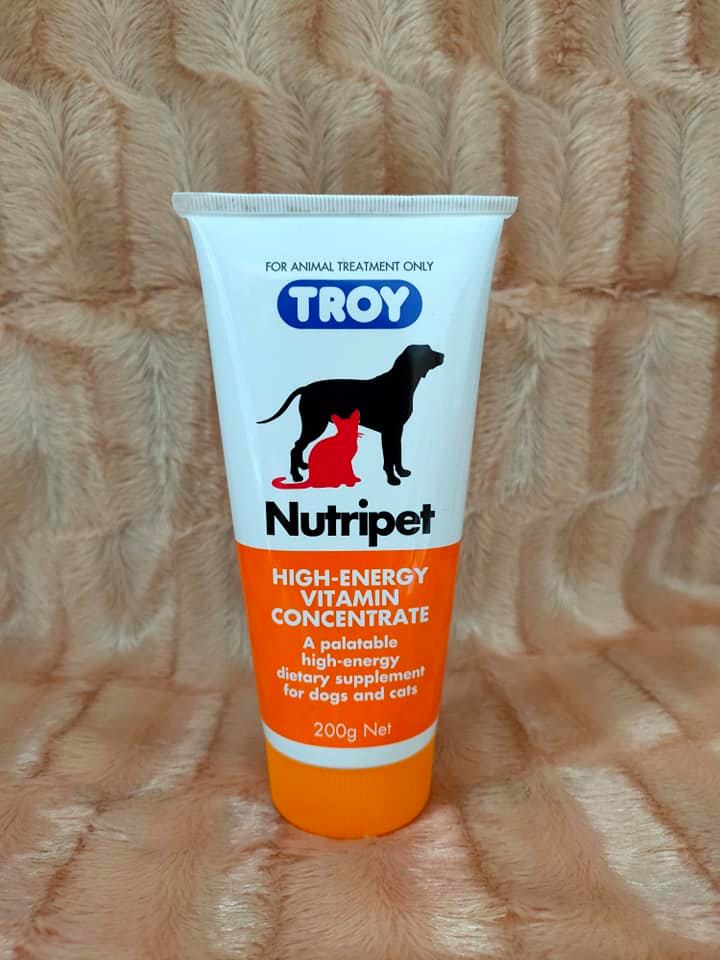 FOR ANIMAL TREATMENT ONLY
TROY
Nutripet
HIGH-ENERGY
VITAMIN
CONCENTRATE
A palatable
high-energy
dietary supplement
for dogs and cats
200g Net